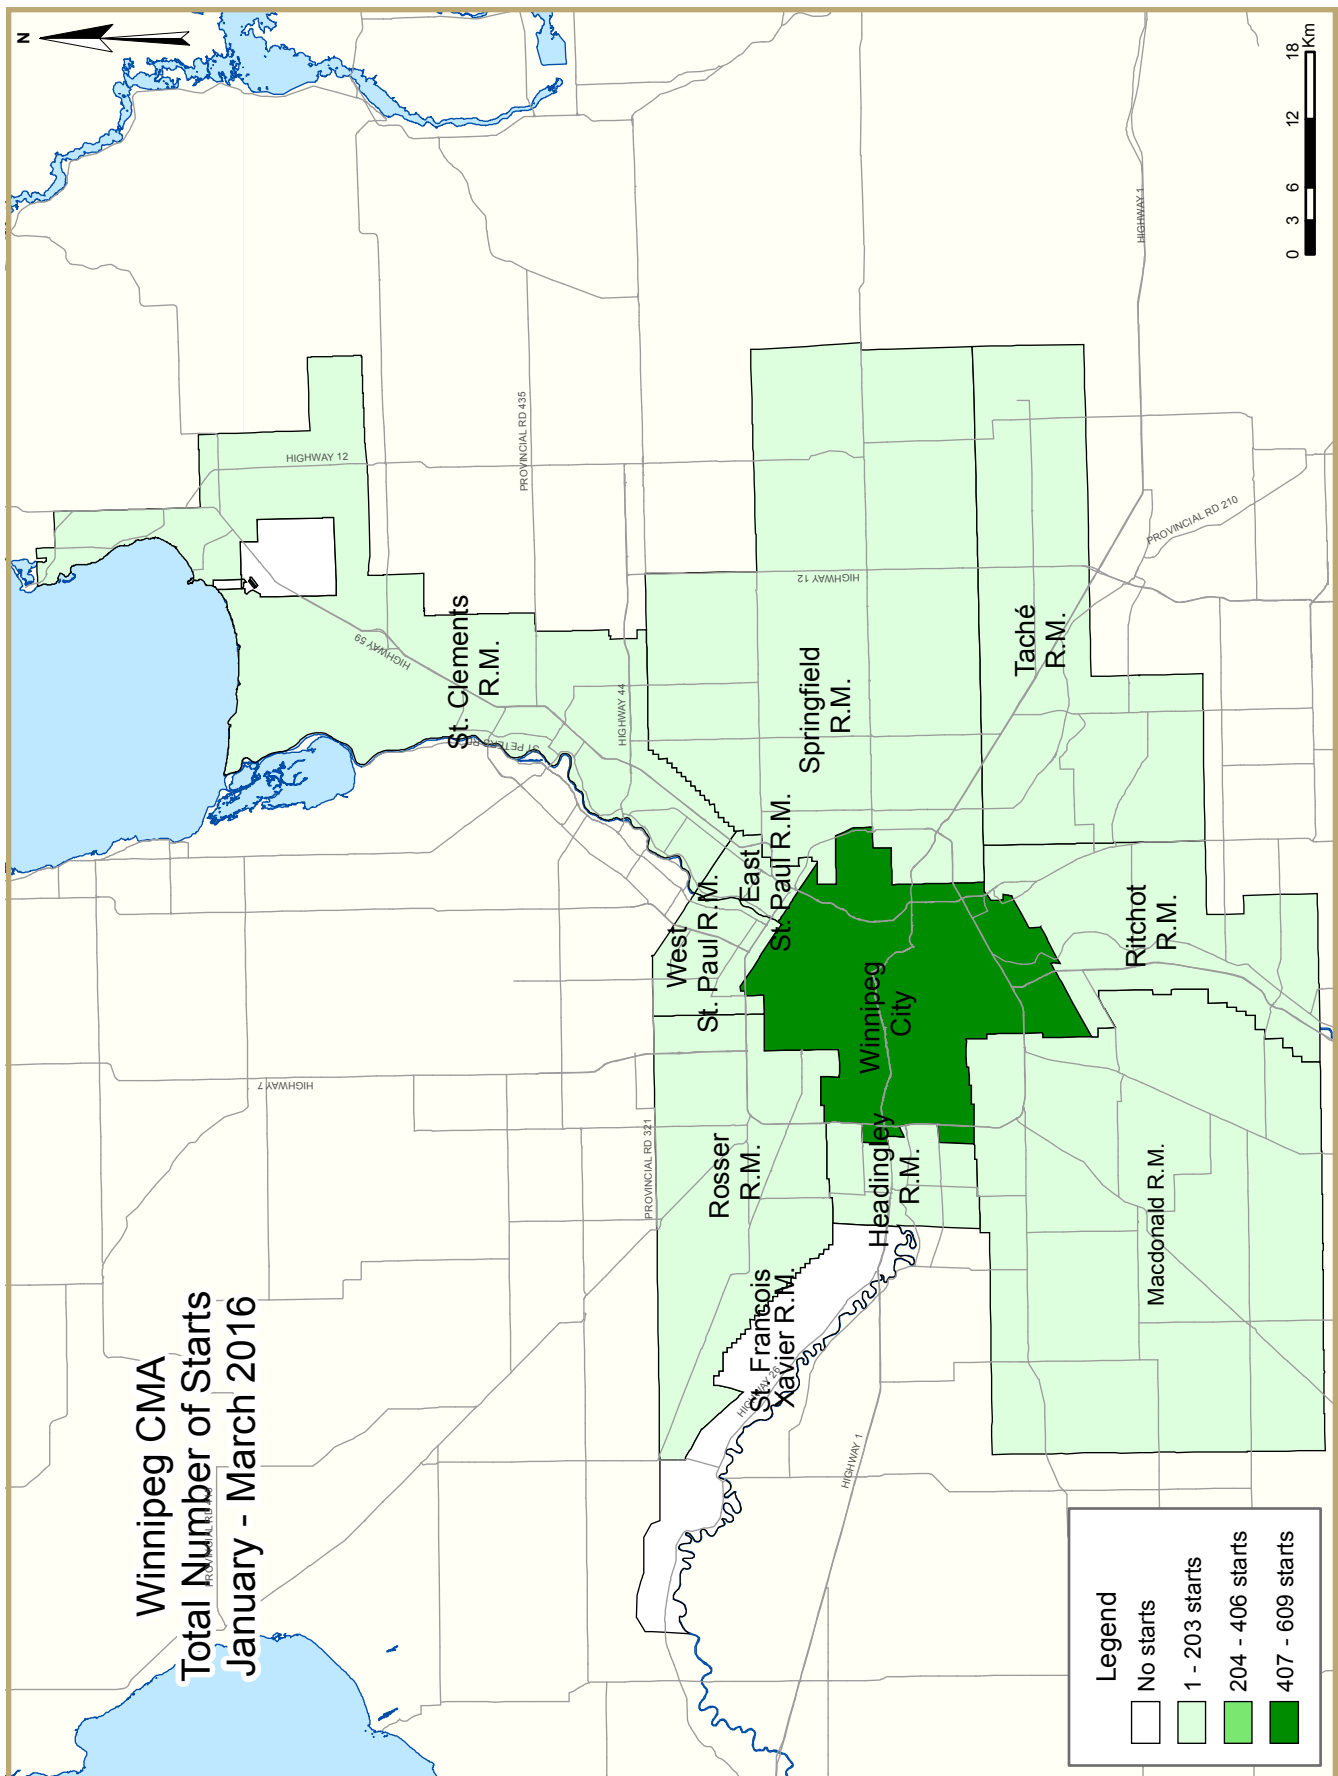 Winnipeg CMA
Total Number of Starts
January - March 2016
N
PROVINCIAL RD 321
HIGHWAY 7
HIGHWAY 59
HIGHWAY 12
PROVINCIAL RD 435
HIGHWAY 44
ST PETERS RD
St. Clements
R.M.
West
St. Paul R.M.
East
St. Paul R.M.
Rosser
R.M.
St. François
Xavier R.M.
HIGHWAY 26
HIGHWAY 1
Headingley
R.M.
Winnipeg
City
Springfield
R.M.
HIGHWAY 12
Taché
R.M.
Ritchot
R.M.
Macdonald R.M.
PROVINCIAL RD 210
HIGHWAY 1
Legend
No starts
1 - 203 starts
204 - 406 starts
407 - 609 starts
0 3 6 12 18
Km